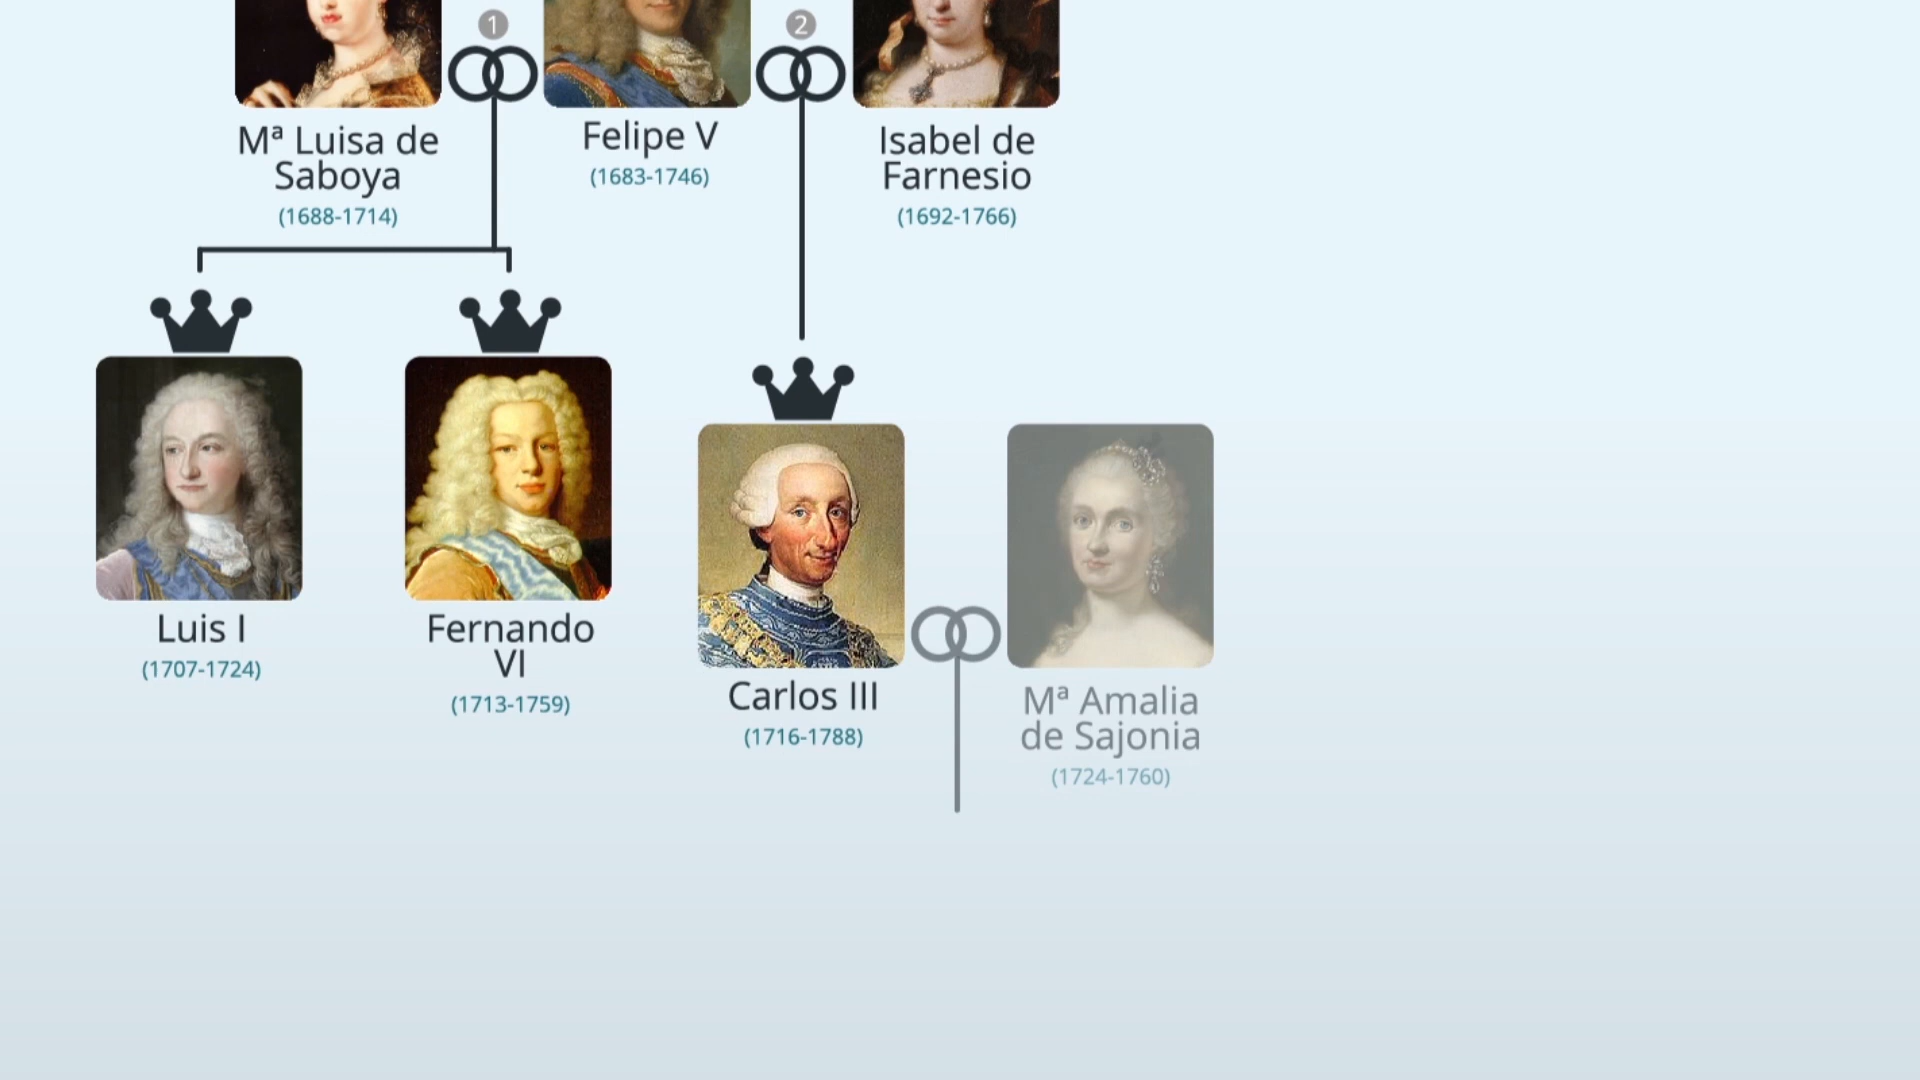 1
2
Mª Luisa de
Saboya
(1688-1714)
Felipe V
(1683-1746)
Isabel de
Farnesio
(1692-1766)
Luis I
(1707-1724)
Fernando
VI
(1713-1759)
Carlos III
(1716-1788)
Mª Amalia
de Sajonia
(1724-1760)